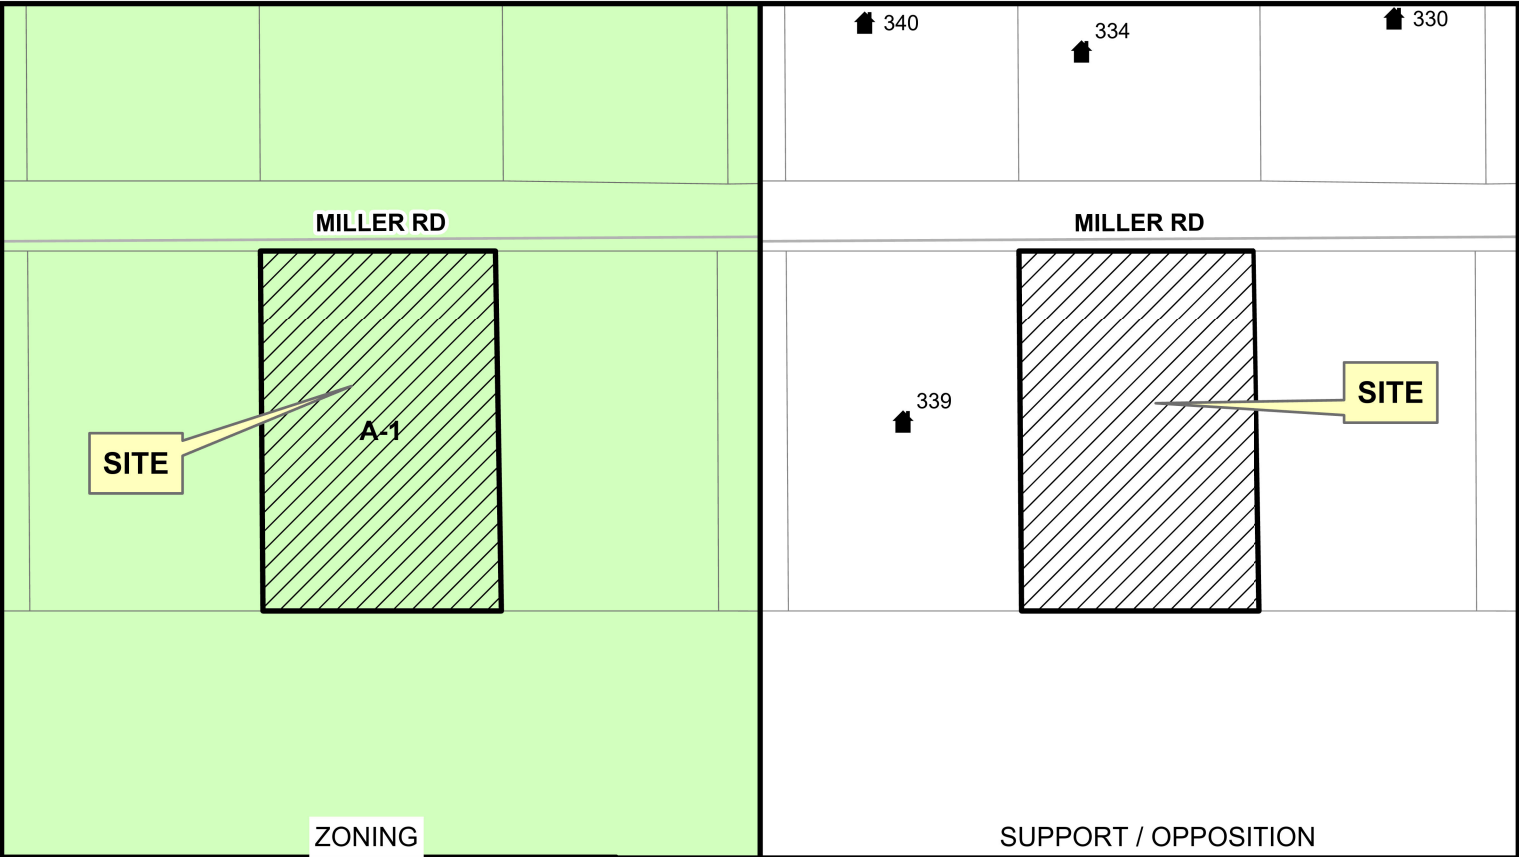 MILLER RD
SITE
A-1
ZONING
340
334
330
MILLER RD
339
SITE
SUPPORT / OPPOSITION